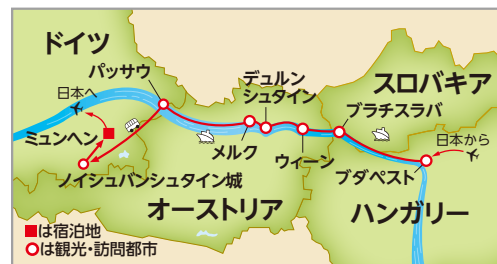 ドイツ
日本へ
パッサウ
デュルン
シュタイン
スロバキア
ミュンヘン
メルク
ウィーン
ブラチスラバ
日本から
ノイシュバンシュタイン城
ブダペスト
オーストリア
ハンガリー
■は宿泊地
○は観光・訪問都市